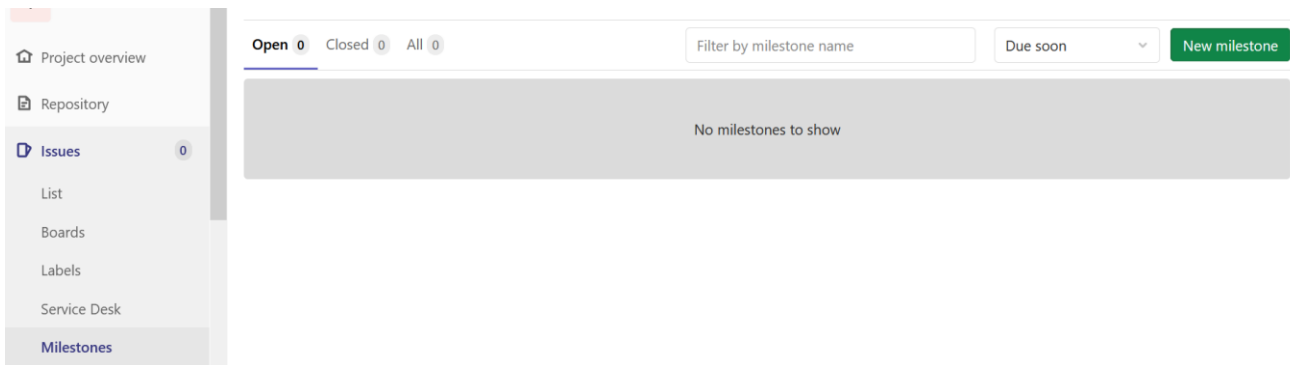 Project overview
Repository
Issues 0
List
Boards
Labels
Service Desk
Milestones
Open 0 Closed 0 All 0 Filter by milestone name Due soon New milestone
No milestones to show